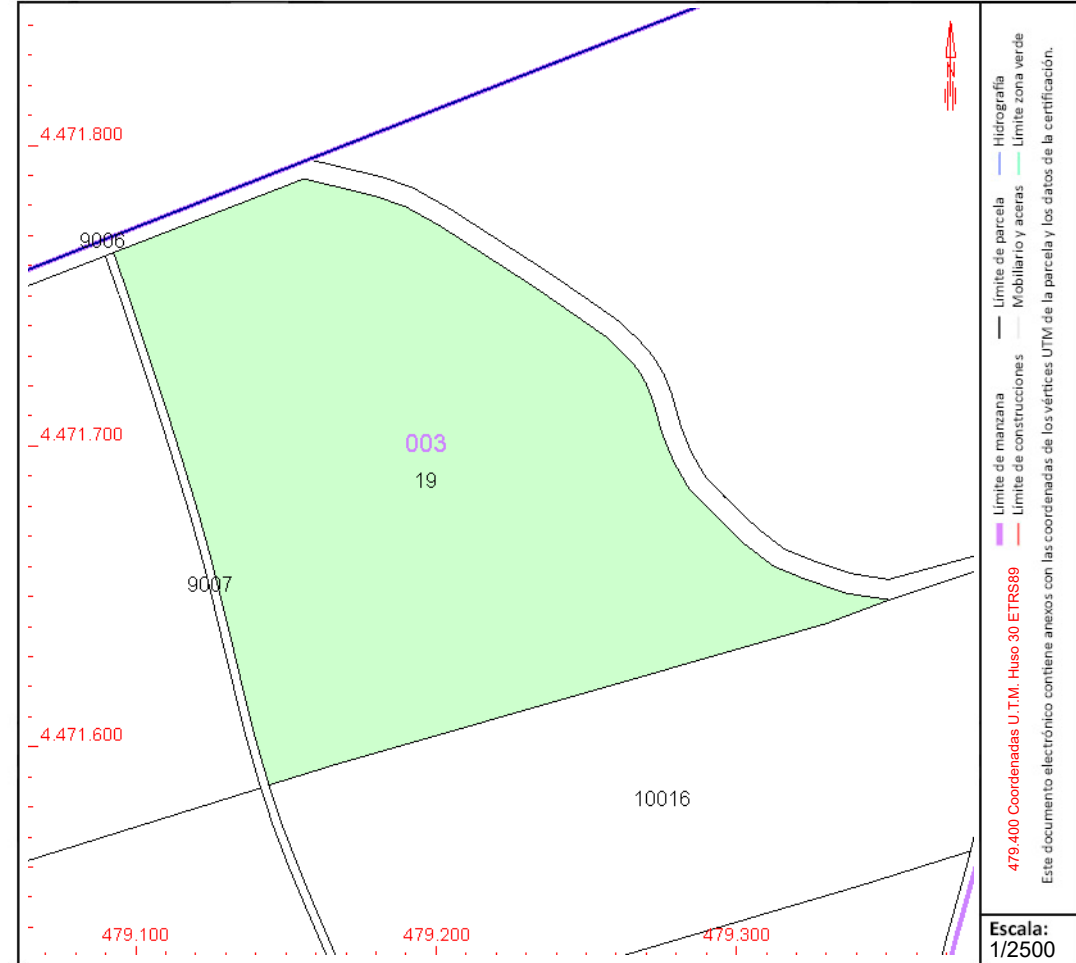 N
4.471.800
9006
4.471.700
003
19
9007
4.471.600
10016
479.100
479.200
479.300
Límite de manzana
Límite de parcela
Hidrografía
Límite de construcciones
Mobiliario y aceras
Límite zona verde
479.400 Coordenadas U.T.M. Huso 30 ETRS89
Este documento electrónico contiene anexos con las coordenadas de los vértices UTM de la parcela y los datos de la certificación.
Escala:
1/2500